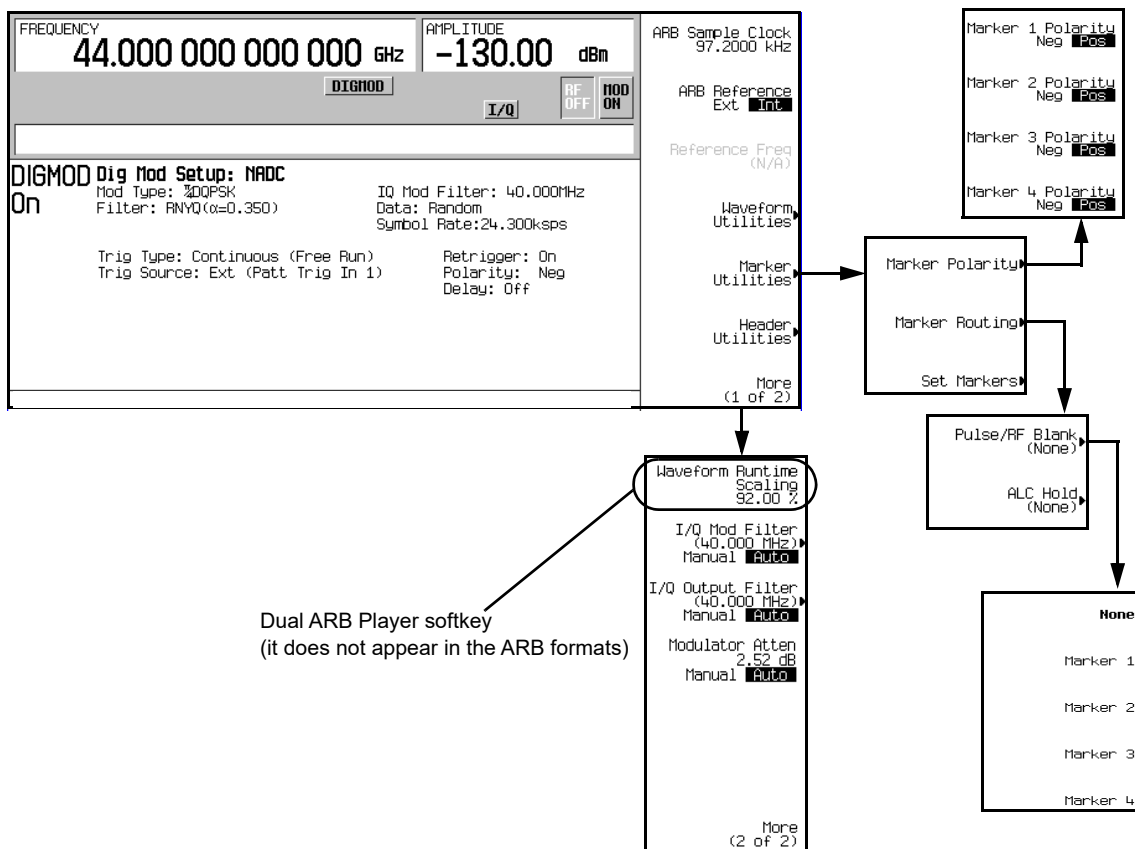 FREQUENCY
44.000 000 000 000 GHz
AMPLITUDE
-130.00 dBm
DIGMOD
I/Q
RF OFF
MOD ON
DIGMOD On
Dig Mod Setup: NADC
Mod Type: π/4DQPSK
Filter: RNYQ(α=0.350)
IQ Mod Filter: 40.000MHz
Data: Random
Symbol Rate:24.300ksps
Trig Type: Continuous (Free Run)
Trig Source: Ext (Patt Trig In 1)
Retrigger: On
Polarity: Neg
Delay: Off
ARB Sample Clock
97.2000 kHz
ARB Reference
Ext Int
Reference Freq
(N/A)
Waveform
Utilities
Marker
Utilities
Header
Utilities
More
(1 of 2)
Marker 1 Polarity
Neg Pos
Marker 2 Polarity
Neg Pos
Marker 3 Polarity
Neg Pos
Marker 4 Polarity
Neg Pos
Marker Polarity
Marker Routing
Set Markers
Pulse/RF Blank
(None)
ALC Hold
(None)
None
Marker 1
Marker 2
Marker 3
Marker 4
Waveform Runtime
Scaling
92.00 %
I/Q Mod Filter
(40.000 MHz)
Manual Auto
I/Q Output Filter
(40.000 MHz)
Manual Auto
Modulator Atten
2.52 dB
Manual Auto
More
(2 of 2)
Dual ARB Player softkey
(it does not appear in the ARB formats)